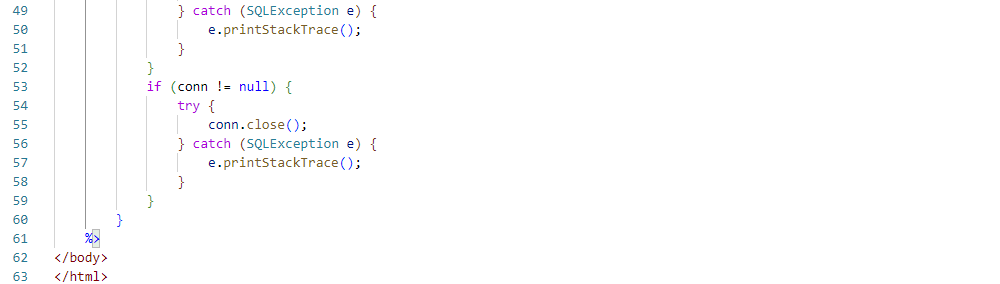 49                    } catch (SQLException e) {
50                        e.printStackTrace();
51                    }
52                }
53                if (conn != null) {
54                    try {
55                        conn.close();
56                    } catch (SQLException e) {
57                        e.printStackTrace();
58                    }
59                }
60            }
61        %>
62    </body>
63    </html>